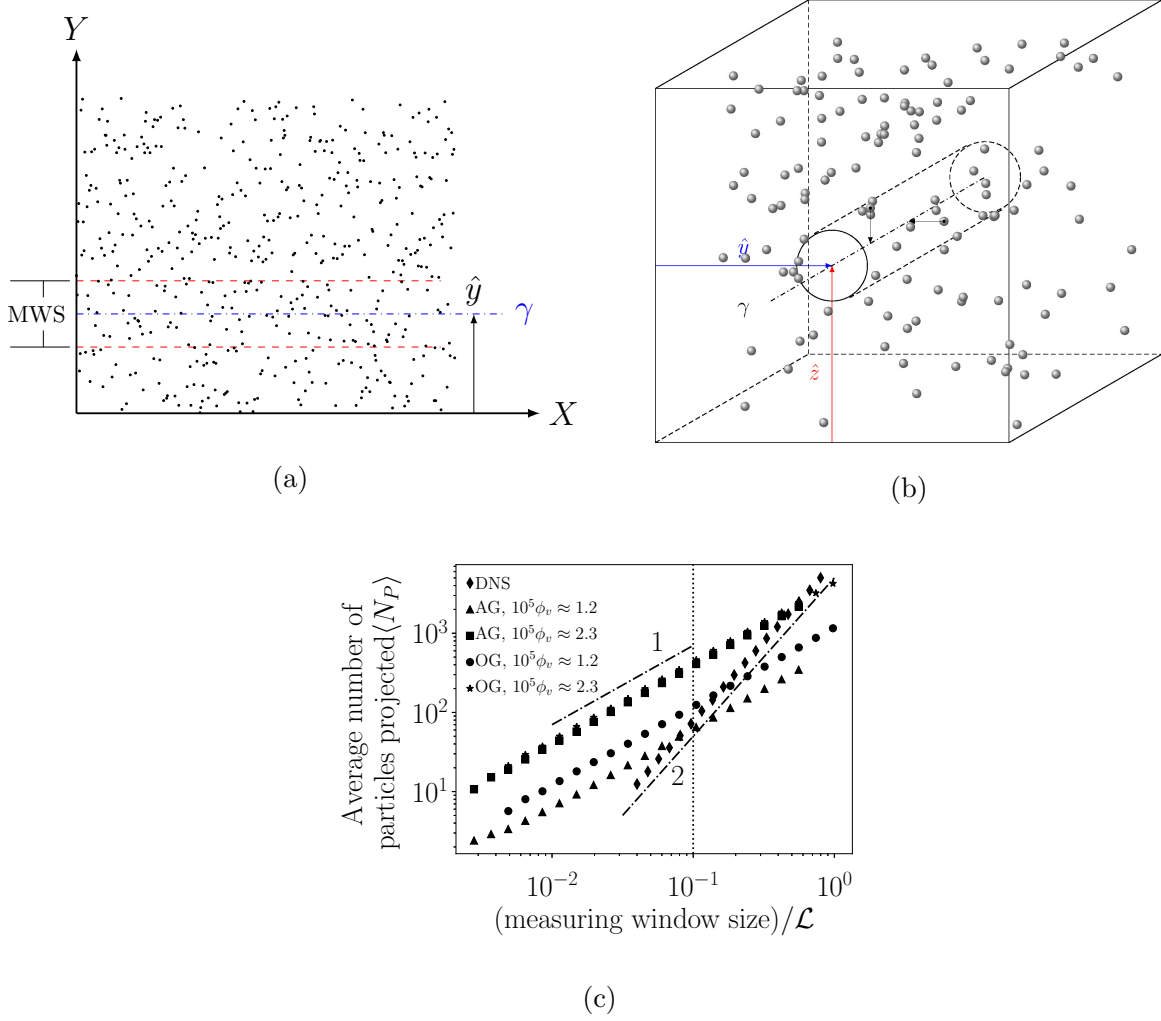 Y
MWS
ŷ
γ
X
(a)
ŷ
γ
ẑ
(b)
Average number of
particles projected⟨N_P⟩
10³
10²
10¹
DNS
AG, 10⁵ϕ_v ≈ 1.2
AG, 10⁵ϕ_v ≈ 2.3
OG, 10⁵ϕ_v ≈ 1.2
OG, 10⁵ϕ_v ≈ 2.3
1
2
10⁻² 10⁻¹ 10⁰
(measuring window size)/𝓛
(c)